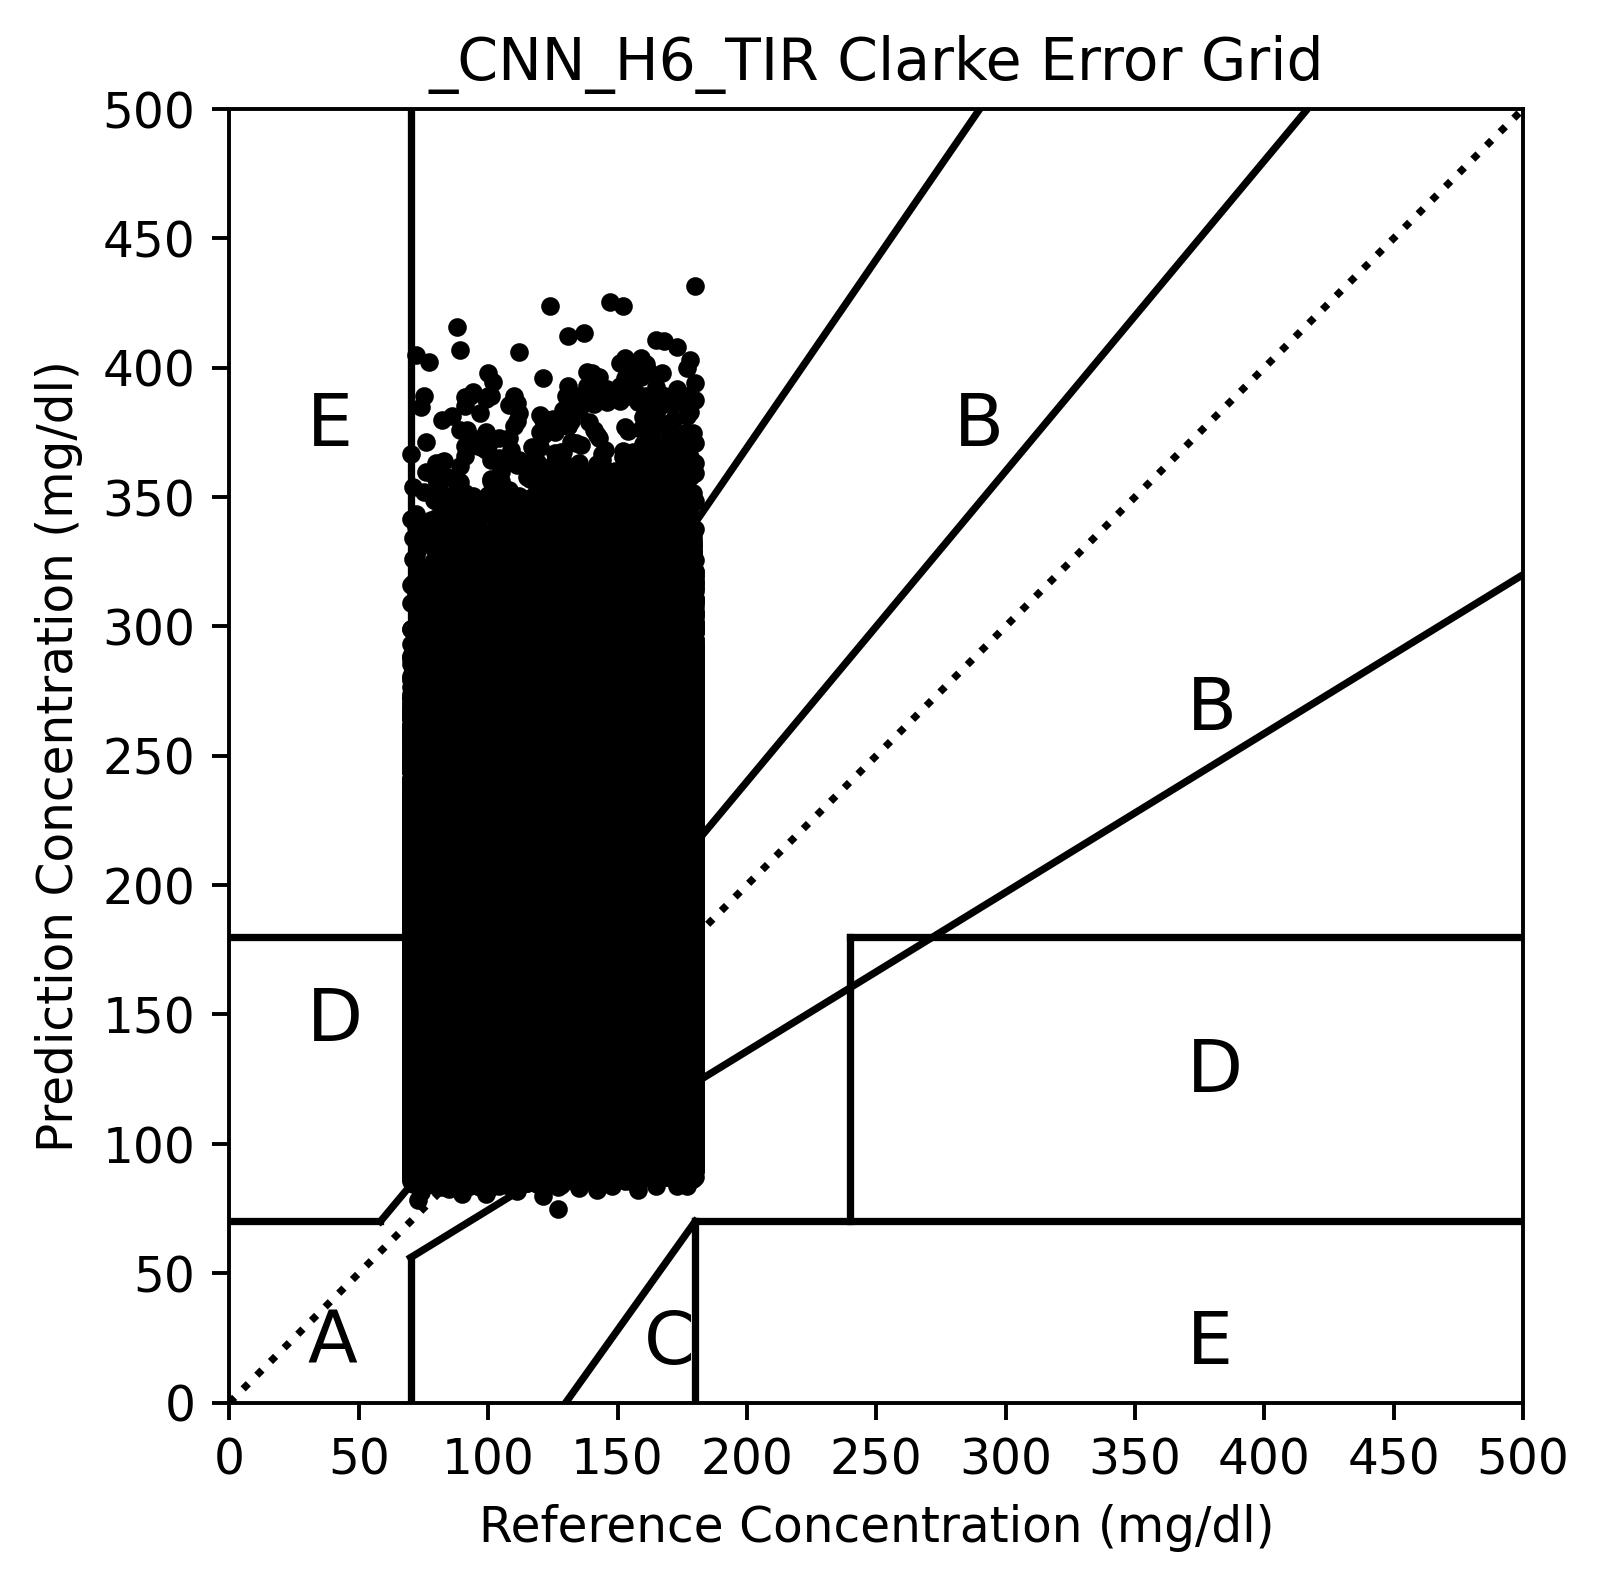 _CNN_H6_TIR Clarke Error Grid
500
450
400
350
300
250
200
150
100
50
0
Prediction Concentration (mg/dl)
E
B
B
D
D
A
C
E
0 50 100 150 200 250 300 350 400 450 500
Reference Concentration (mg/dl)